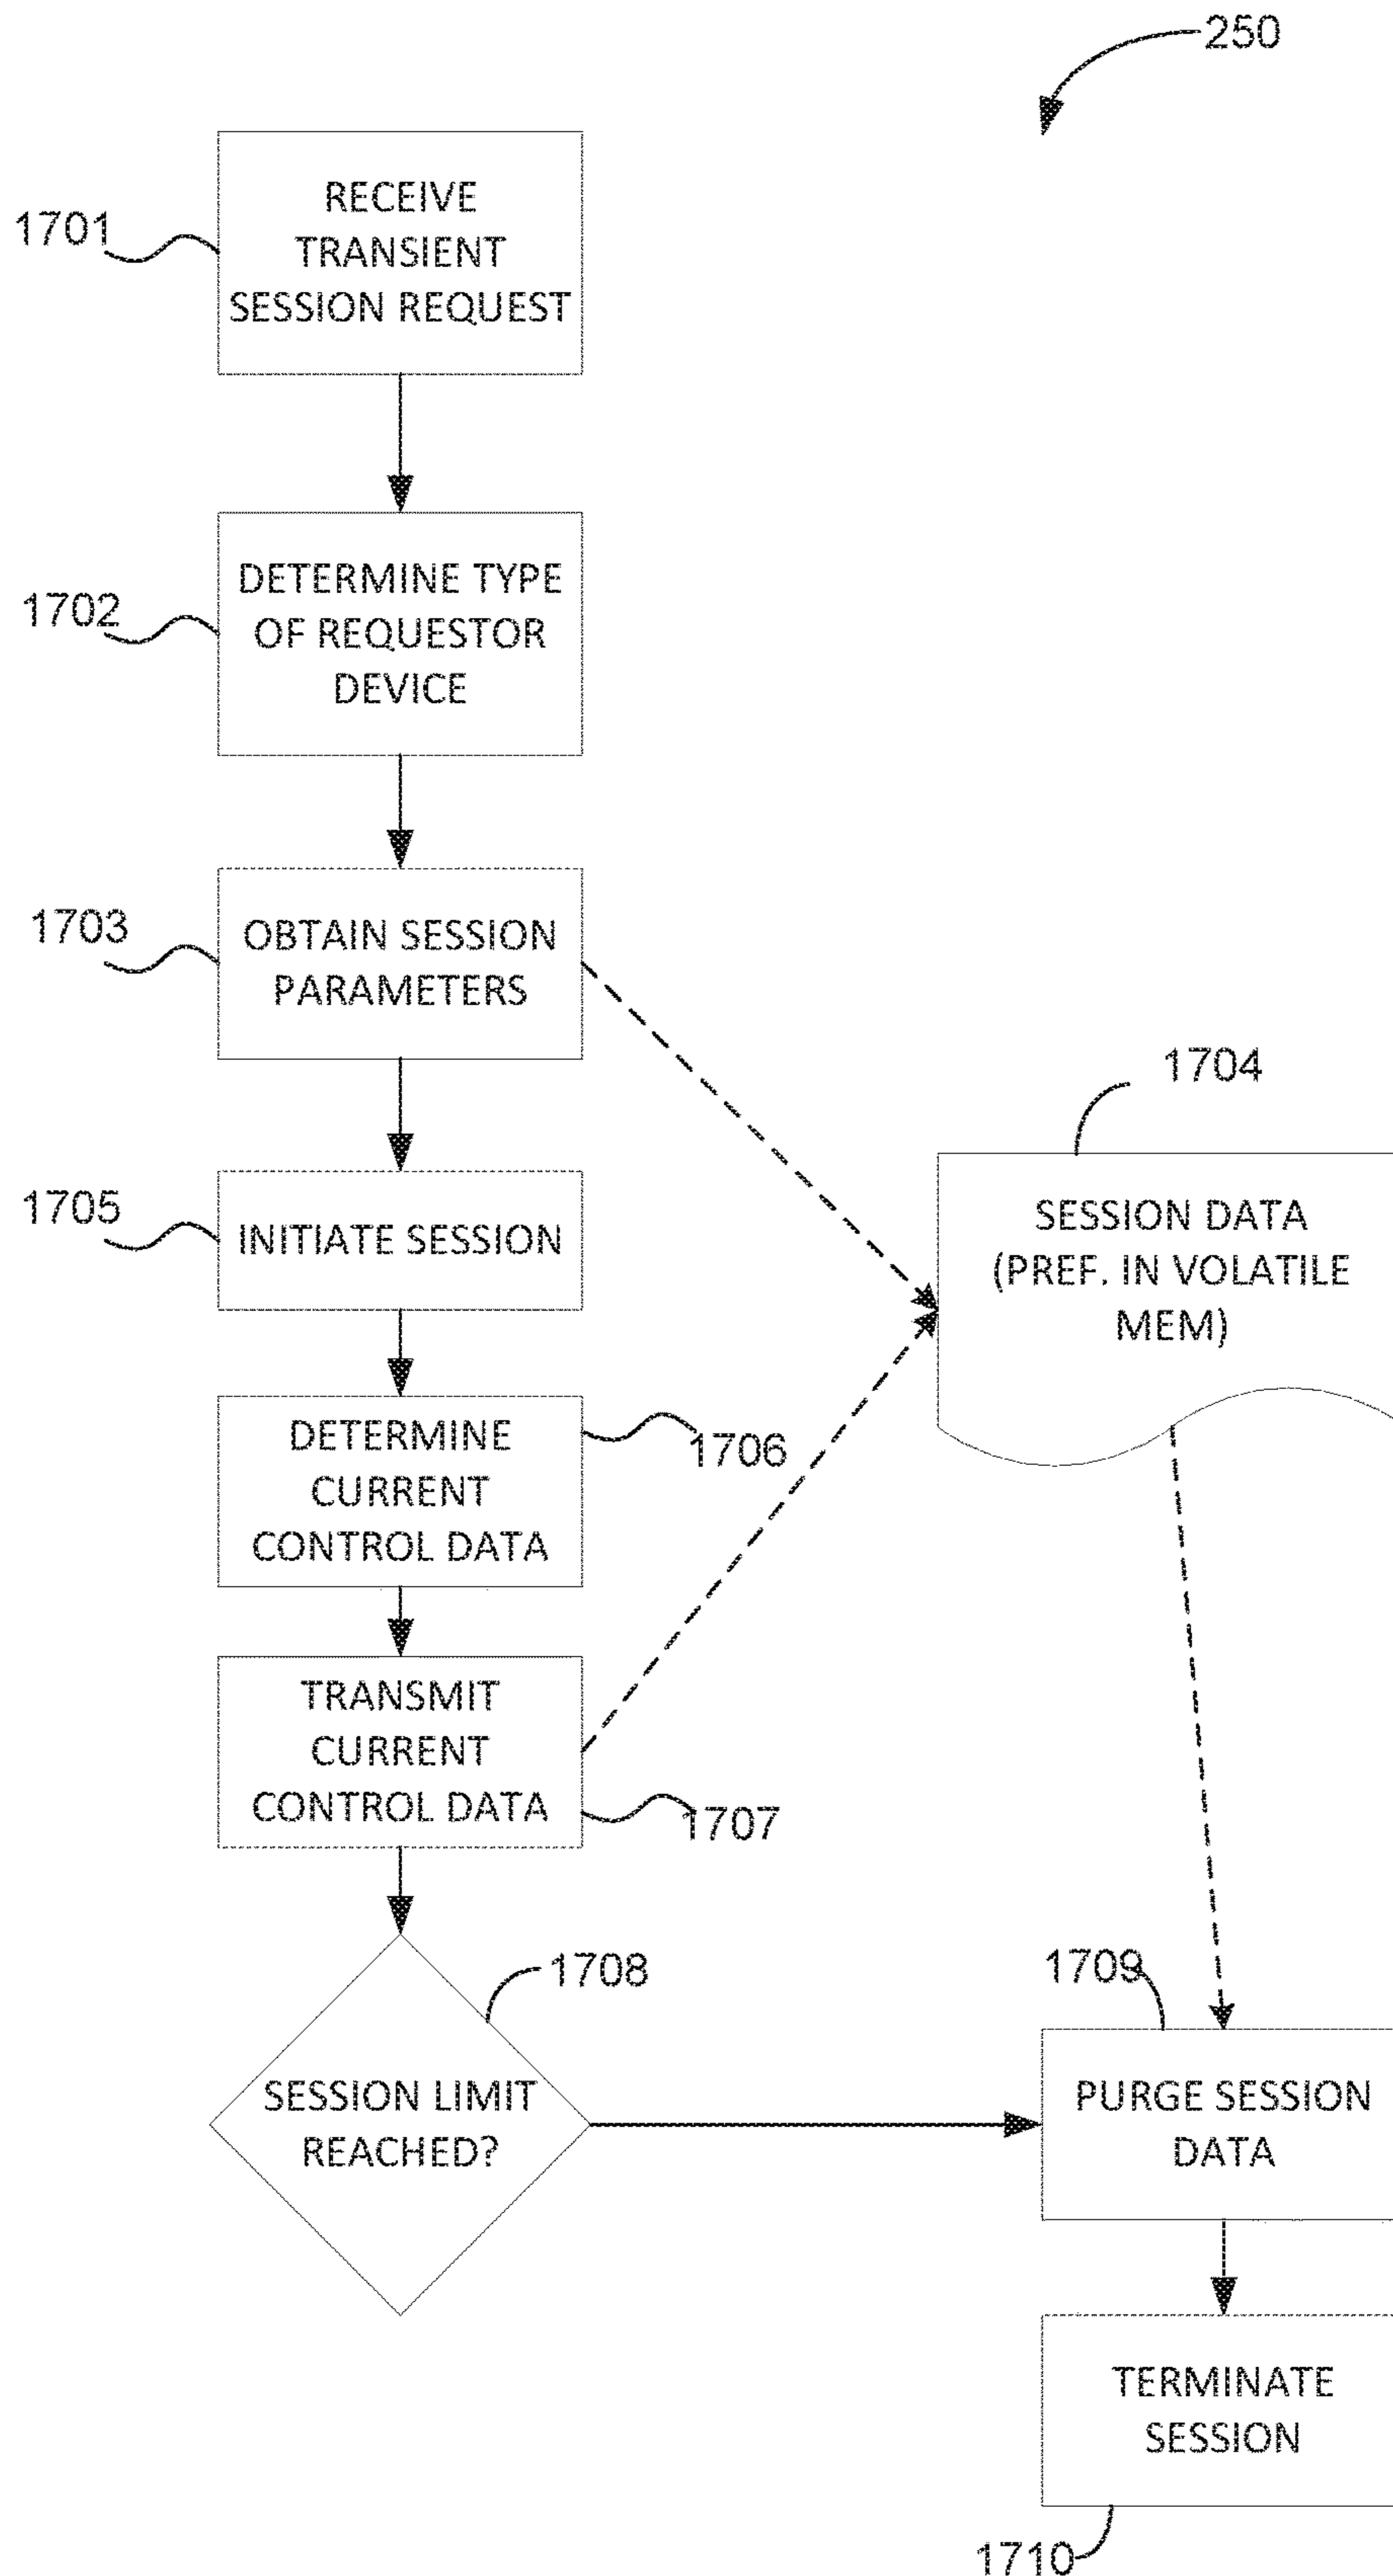 250
1701
RECEIVE
TRANSIENT
SESSION REQUEST
1702
DETERMINE TYPE
OF REQUESTOR
DEVICE
1703
OBTAIN SESSION
PARAMETERS
1704
SESSION DATA
(PREF. IN VOLATILE
MEM)
1705
INITIATE SESSION
1706
DETERMINE
CURRENT
CONTROL DATA
TRANSMIT
CURRENT
CONTROL DATA
1707
1708
SESSION LIMIT
REACHED?
1709
PURGE SESSION
DATA
TERMINATE
SESSION
1710